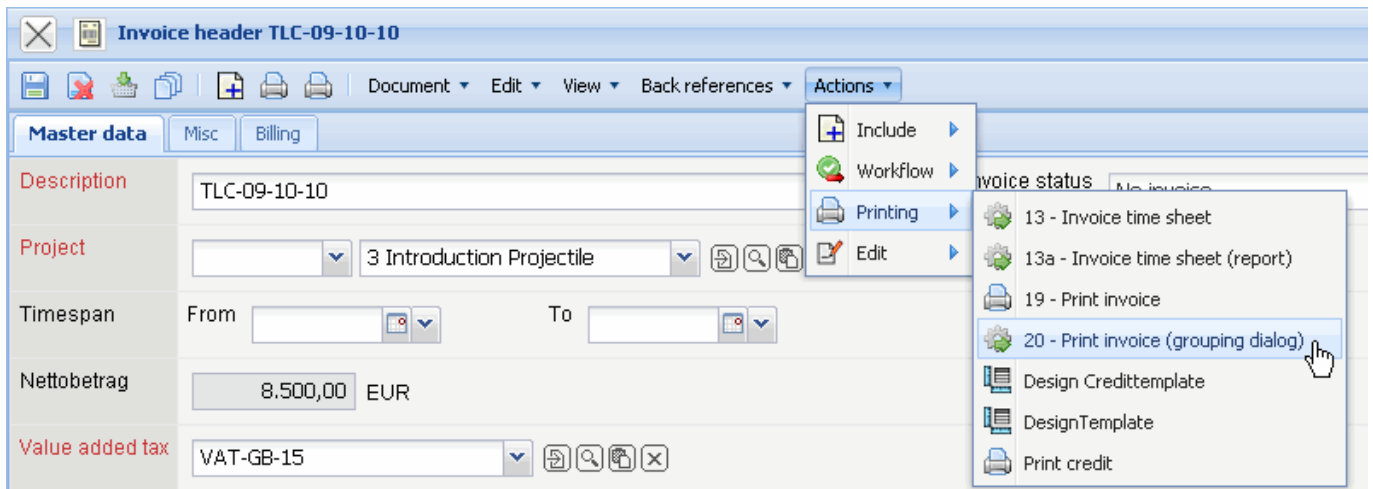 Invoice header TLC-09-10-10
Document Edit View Back references Actions
Master data Misc Billing
Include
Workflow
Printing
Edit
Description TLC-09-10-10
nvoice status No invoice
13 - Invoice time sheet
13a - Invoice time sheet (report)
19 - Print invoice
20 - Print invoice (grouping dialog)
Design Credittemplate
DesignTemplate
Print credit
Project 3 Introduction Projectile
Timespan From To
Nettobetrag 8.500,00 EUR
Value added tax VAT-GB-15